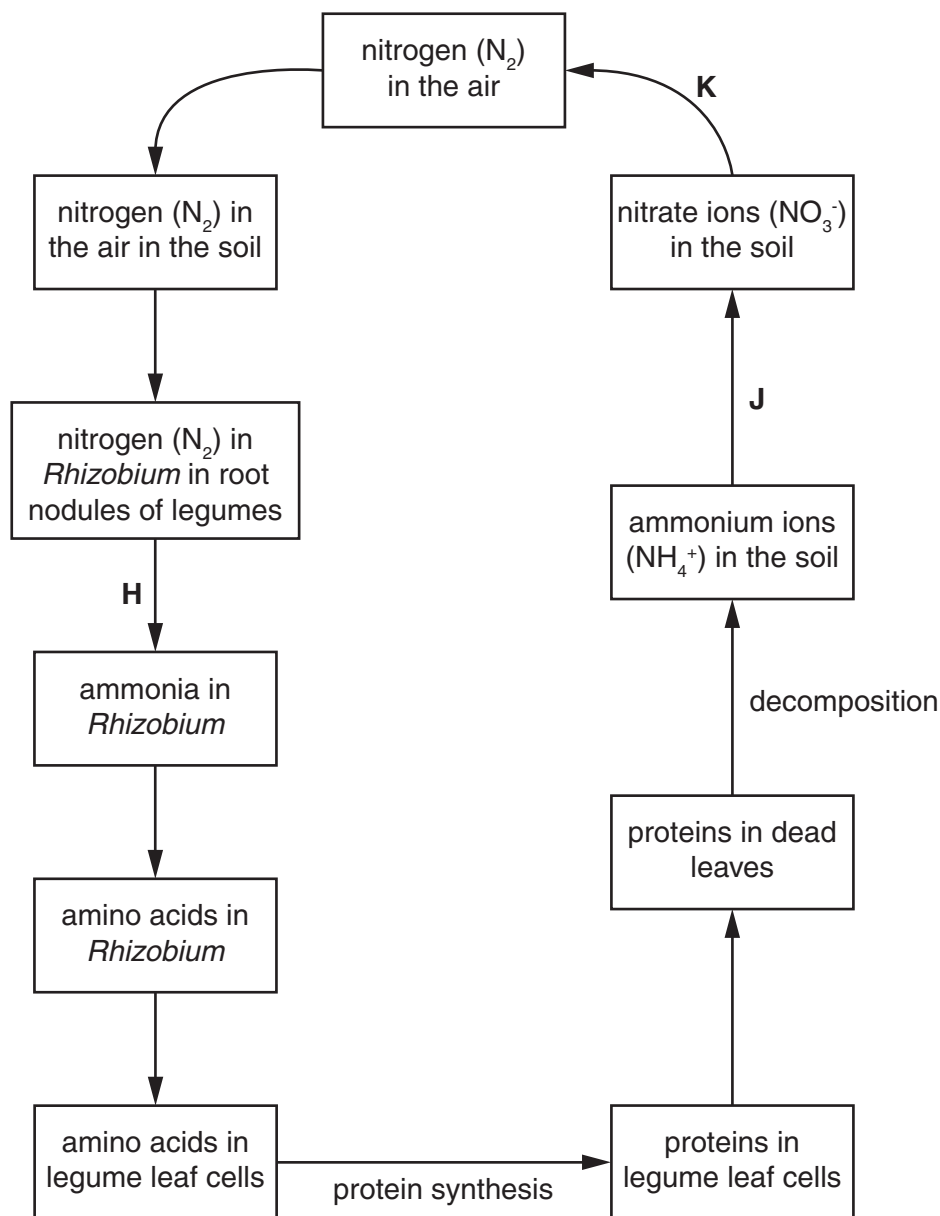 nitrogen (N₂)
in the air
K
nitrogen (N₂) in
the air in the soil
nitrate ions (NO₃⁻)
in the soil
J
nitrogen (N₂) in
Rhizobium in root
nodules of legumes
ammonium ions
(NH₄⁺) in the soil
H
ammonia in
Rhizobium
decomposition
proteins in dead
leaves
amino acids in
Rhizobium
amino acids in
legume leaf cells
protein synthesis
proteins in
legume leaf cells